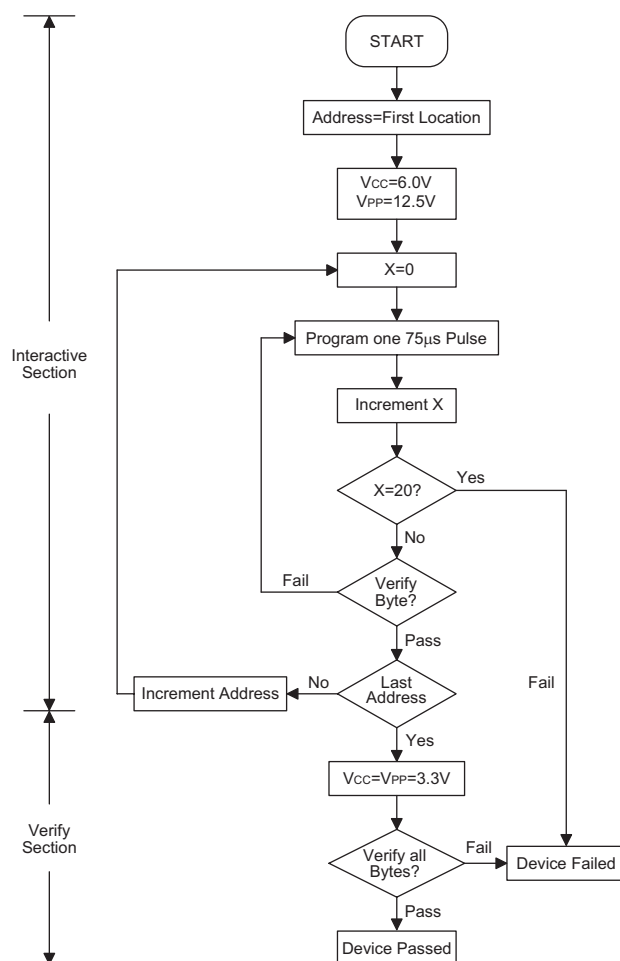 START
Address=First Location
VCC=6.0V
VPP=12.5V
X=0
Program one 75μs Pulse
Interactive
Section
Increment X
X=20?
Yes
No
Verify
Byte?
Fail
Pass
Last
Address
No
Increment Address
Fail
Yes
VCC=VPP=3.3V
Verify
Section
Verify all
Bytes?
Fail
Device Failed
Pass
Device Passed